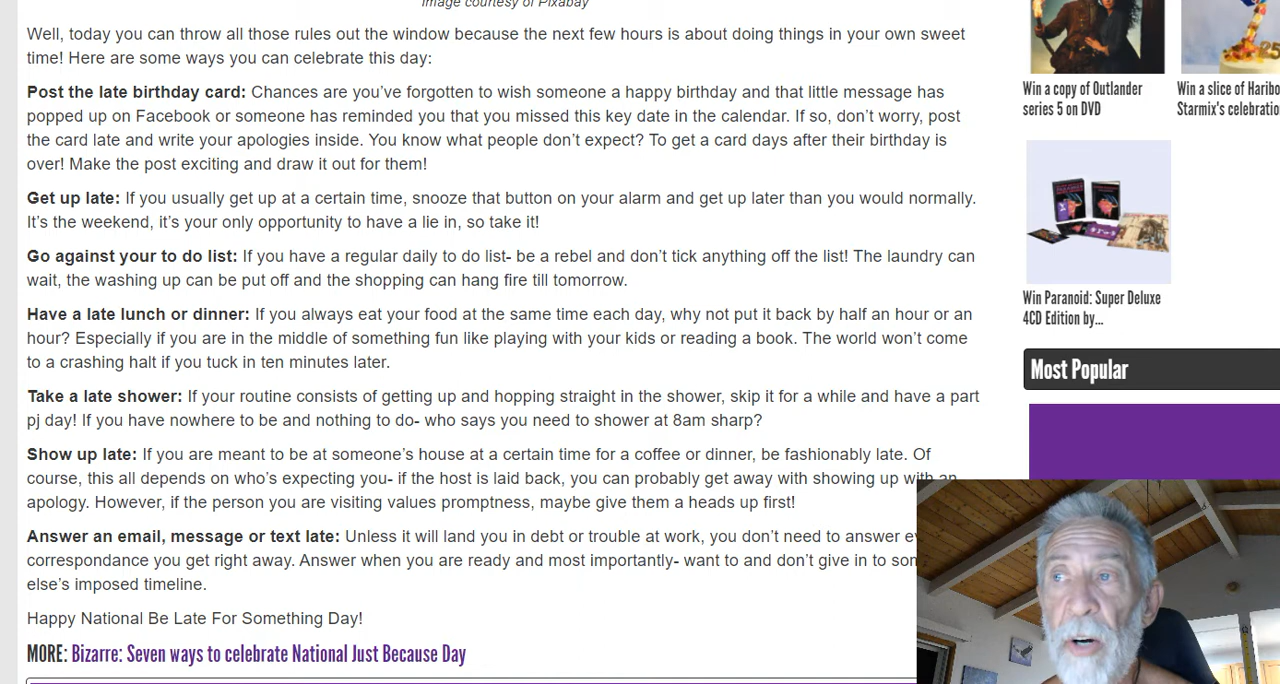 Image courtesy of Pixabay
Well, today you can throw all those rules out the window because the next few hours is about doing things in your own sweet
time! Here are some ways you can celebrate this day:
Post the late birthday card: Chances are you’ve forgotten to wish someone a happy birthday and that little message has
popped up on Facebook or someone has reminded you that you missed this key date in the calendar. If so, don’t worry, post
the card late and write your apologies inside. You know what people don’t expect? To get a card days after their birthday is
over! Make the post exciting and draw it out for them!
Get up late: If you usually get up at a certain time, snooze that button on your alarm and get up later than you would normally.
It’s the weekend, it’s your only opportunity to have a lie in, so take it!
Go against your to do list: If you have a regular daily to do list- be a rebel and don’t tick anything off the list! The laundry can
wait, the washing up can be put off and the shopping can hang fire till tomorrow.
Have a late lunch or dinner: If you always eat your food at the same time each day, why not put it back by half an hour or an
hour? Especially if you are in the middle of something fun like playing with your kids or reading a book. The world won’t come
to a crashing halt if you tuck in ten minutes later.
Take a late shower: If your routine consists of getting up and hopping straight in the shower, skip it for a while and have a part
pj day! If you have nowhere to be and nothing to do- who says you need to shower at 8am sharp?
Show up late: If you are meant to be at someone’s house at a certain time for a coffee or dinner, be fashionably late. Of
course, this all depends on who’s expecting you- if the host is laid back, you can probably get away with showing up with an
apology. However, if the person you are visiting values promptness, maybe give them a heads up first!
Answer an email, message or text late: Unless it will land you in debt or trouble at work, you don’t need to answer
correspondance you get right away. Answer when you are ready and most importantly- want to and don’t give in to
else’s imposed timeline.
Happy National Be Late For Something Day!
MORE: Bizarre: Seven ways to celebrate National Just Because Day
Win a copy of Outlander
series 5 on DVD
Win a slice of Haribo
Starmix's
Win Paranoid: Super Deluxe
4CD Edition by...
Most Popular